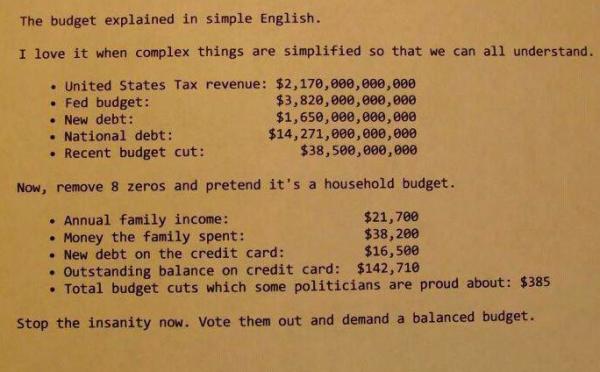 The budget explained in simple English.
I love it when complex things are simplified so that we can all understand.
• United States Tax revenue: $2,170,000,000,000
• Fed budget: $3,820,000,000,000
• New debt: $1,650,000,000,000
• National debt: $14,271,000,000,000
• Recent budget cut: $38,500,000,000
Now, remove 8 zeros and pretend it's a household budget.
• Annual family income: $21,700
• Money the family spent: $38,200
• New debt on the credit card: $16,500
• Outstanding balance on credit card: $142,710
• Total budget cuts which some politicians are proud about: $385
Stop the insanity now. Vote them out and demand a balanced budget.